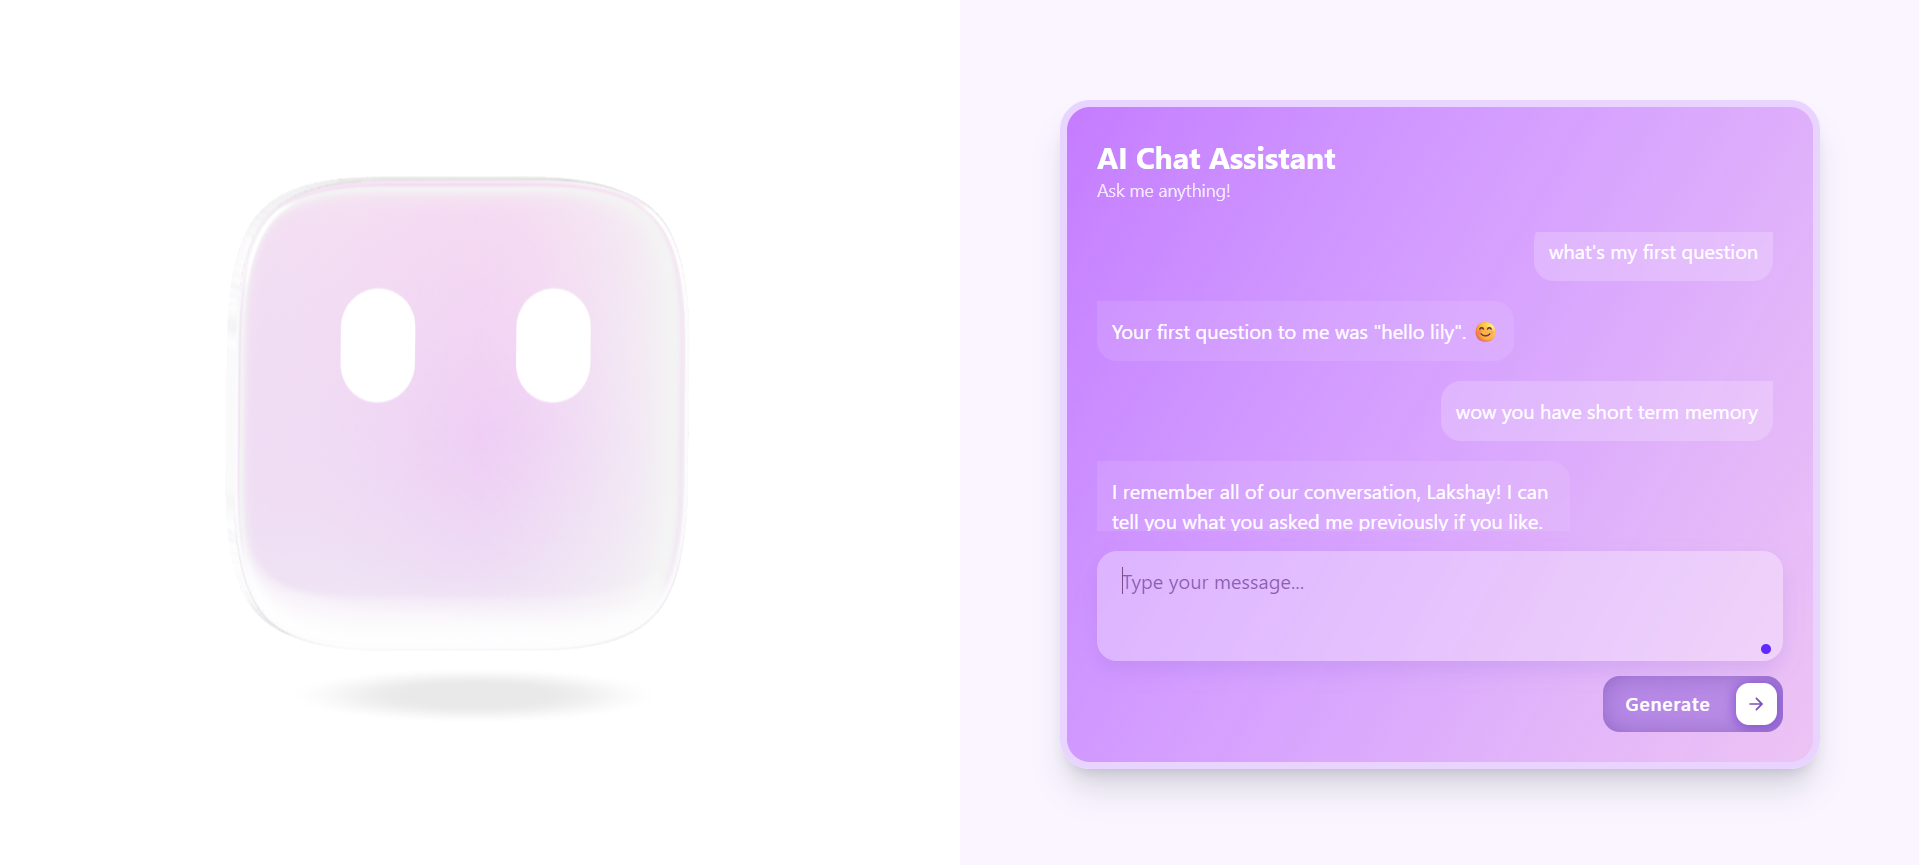 AI Chat Assistant
Ask me anything!
what's my first question
Your first question to me was "hello lily". 😊
wow you have short term memory
I remember all of our conversation, Lakshay! I can
tell you what you asked me previously if you like.
Type your message...
Generate